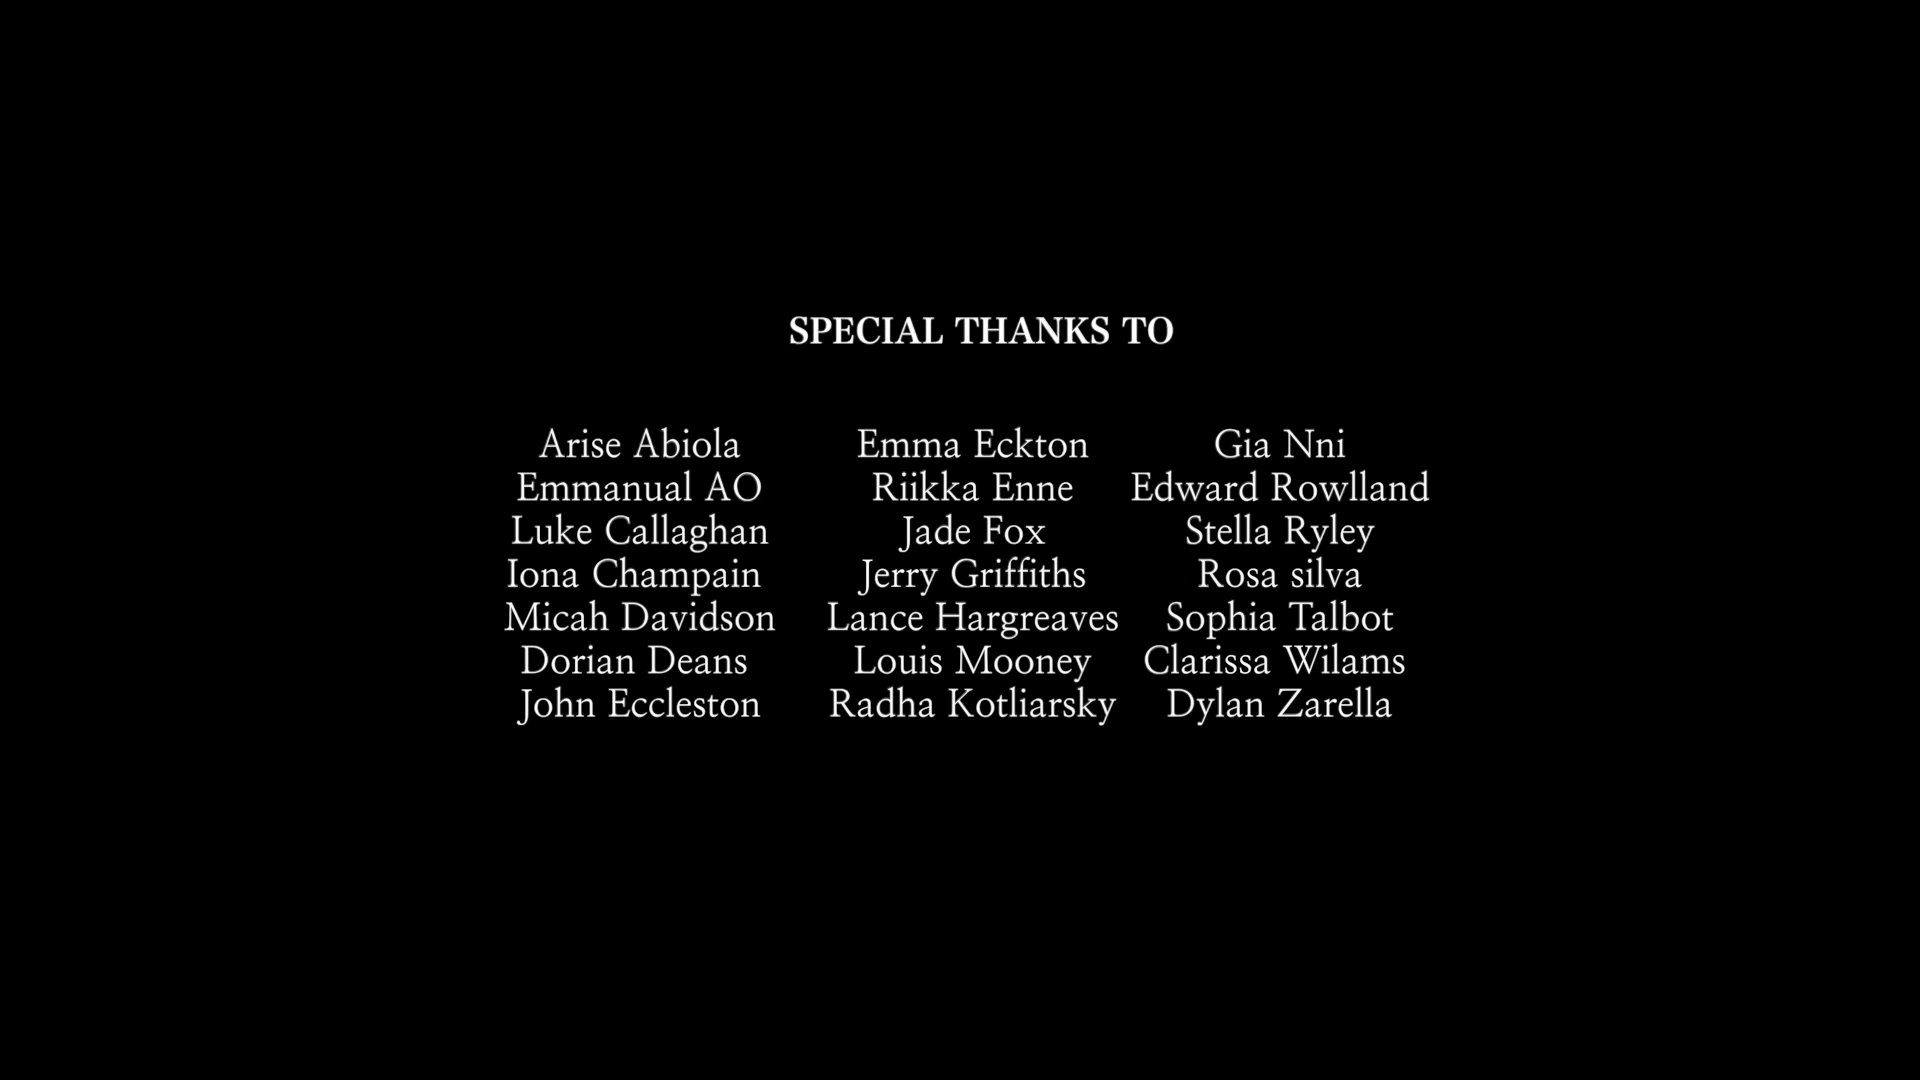 SPECIAL THANKS TO
Arise Abiola
Emmanual AO
Luke Callaghan
Iona Champain
Micah Davidson
Dorian Deans
John Eccleston
Emma Eckton
Riikka Enne
Jade Fox
Jerry Griffiths
Lance Hargreaves
Louis Mooney
Radha Kotliarsky
Gia Nni
Edward Rowlland
Stella Ryley
Rosa silva
Sophia Talbot
Clarissa Wilams
Dylan Zarella